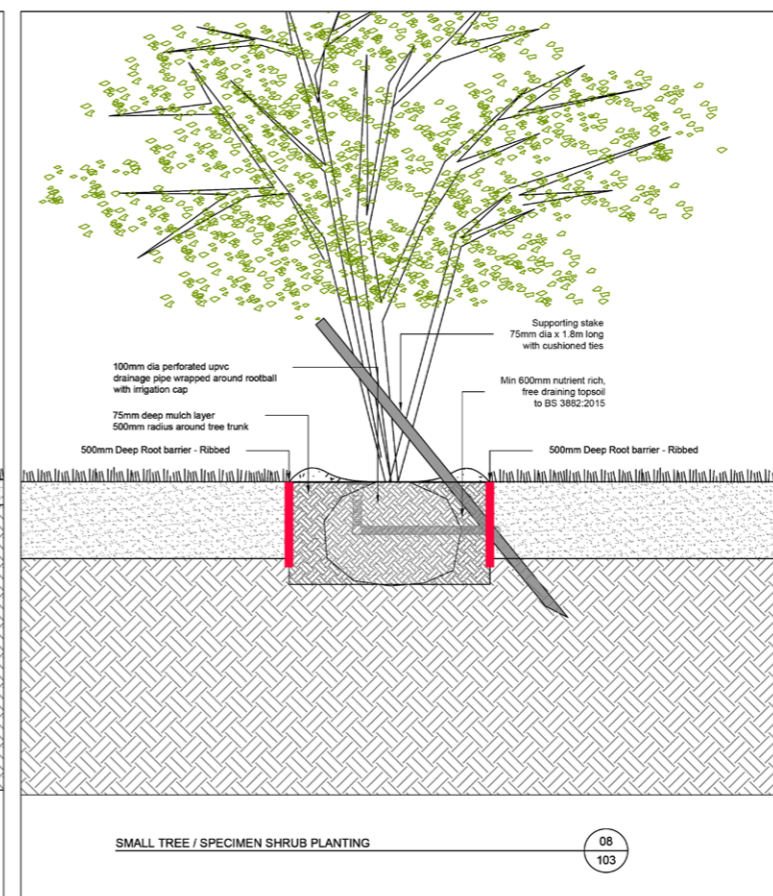 Supporting stake
75mm dia x 1.8m long
with cushioned ties
100mm dia perforated upvc
drainage pipe wrapped around rootball
with irrigation cap
Min 600mm nutrient rich,
free draining topsoil
to BS 3882:2015
75mm deep mulch layer
500mm radius around tree trunk
500mm Deep Root barrier - Ribbed
500mm Deep Root barrier - Ribbed
SMALL TREE / SPECIMEN SHRUB PLANTING
08
103